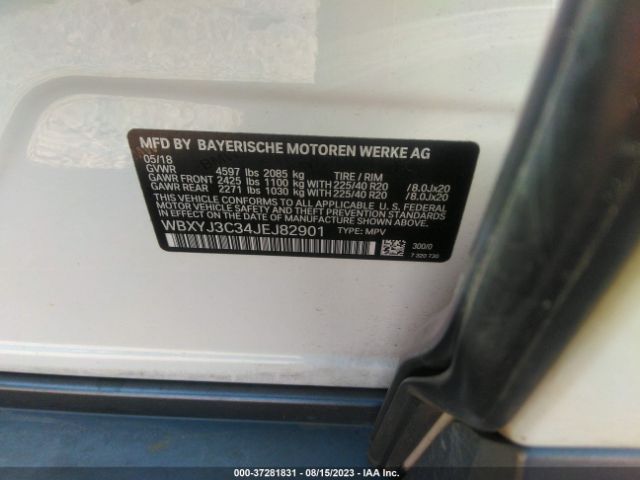 MFD BY BAYERISCHE MOTOREN WERKE AG
05/18
GVWR 4597 lbs 2085 kg TIRE / RIM
GAWR FRONT 2425 lbs 1100 kg WITH 225/40 R20 / 8.0Jx20
GAWR REAR 2271 lbs 1030 kg WITH 225/40 R20 / 8.0Jx20
THIS VEHICLE CONFORMS TO ALL APPLICABLE FEDERAL
MOTOR VEHICLE SAFETY AND THEFT PREVENTION STANDARDS
IN EFFECT ON THE DATE OF MANUFACTURE SHOWN ABOVE.
WBXYJ3C34JEJ82901 TYPE: MPV
300/0
7 320 730
000-37281831 - 08/15/2023 - IAA Inc.